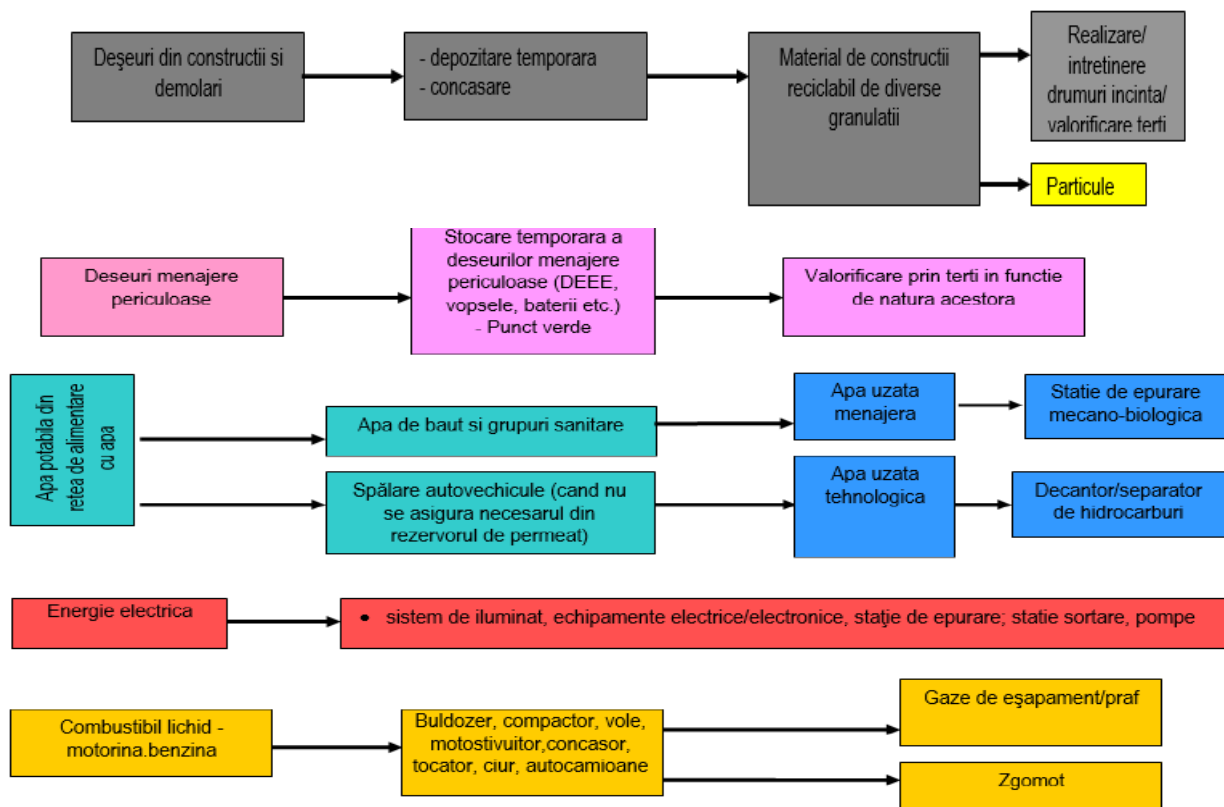 Deşeuri din constructii si
demolari
- depozitare temporara
- concasare
Material de constructii
reciclabil de diverse
granulatii
Realizare/
intretinere
drumuri incinta/
valorificare terti
Particule
Deseuri menajere
periculoase
Stocare temporara a
deseurilor menajere
periculoase (DEEE,
vopsele, baterii etc.)
- Punct verde
Valorificare prin terti in functie
de natura acestora
Apa potabila din
retea de alimentare
cu apa
Apa de baut si grupuri sanitare
Apa uzata
menajera
Statie de epurare
mecano-biologica
Spălare autovechicule (cand nu
se asigura necesarul din
rezervorul de permeat)
Apa uzata
tehnologica
Decantor/separator
de hidrocarburi
Energie electrica
• sistem de iluminat, echipamente electrice/electronice, staţie de epurare; statie sortare, pompe
Combustibil lichid -
motorina.benzina
Buldozer, compactor, vole,
motostivuitor,concasor,
tocator, ciur, autocamioane
Gaze de eşapament/praf
Zgomot